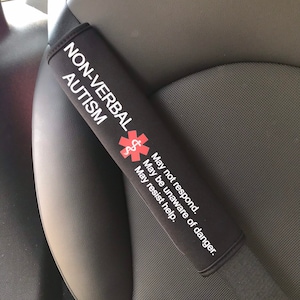 NON-VERBAL
AUTISM
May not respond.
May be unaware of danger.
May resist help.